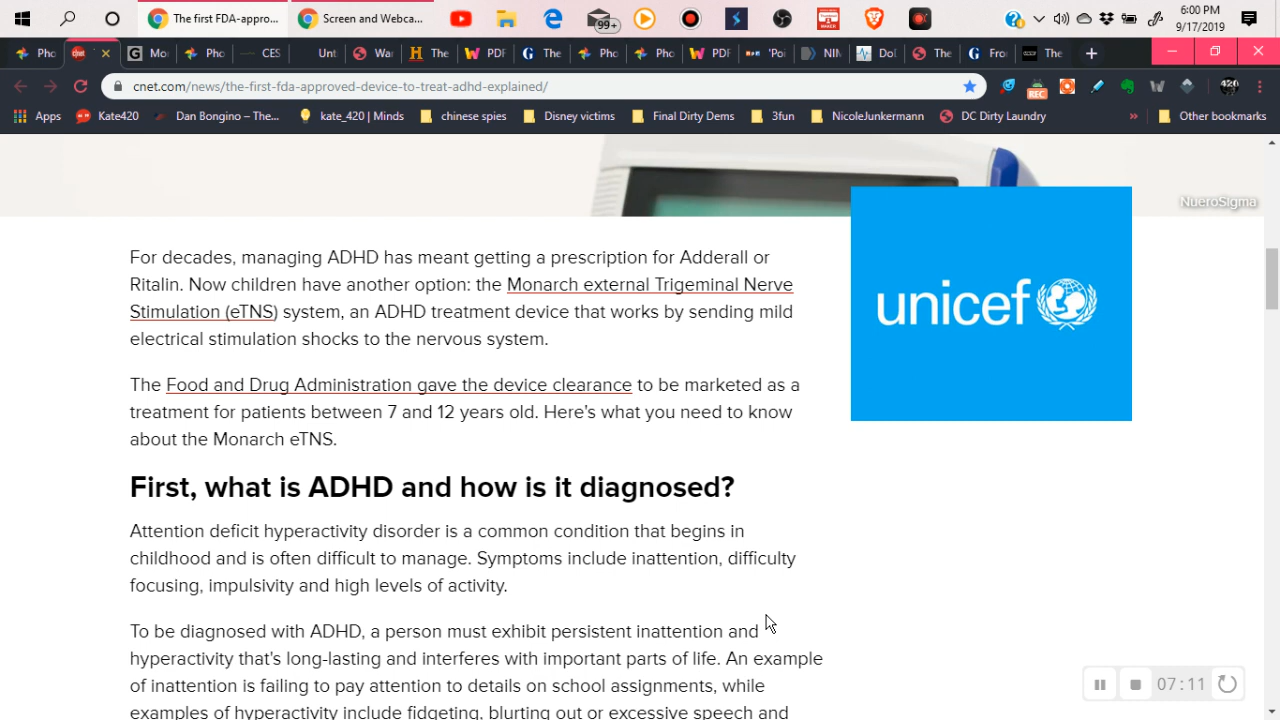 The first FDA-appro...
Screen and Webca...
99+
6:00 PM
9/17/2019
Pho
Mo
Pho
CES
Unt
Wa
The
PDF
The
Pho
Pho
PDF
'Poi
NIN
Do
The
Fro
The
cnet.com/news/the-first-fda-approved-device-to-treat-adhd-explained/
REC
420
Apps
Kate420
Dan Bongino – The...
kate_420 | Minds
chinese spies
Disney victims
Final Dirty Dems
3fun
NicoleJunkermann
DC Dirty Laundry
»
Other bookmarks
NueroSigma
For decades, managing ADHD has meant getting a prescription for Adderall or
Ritalin. Now children have another option: the Monarch external Trigeminal Nerve
Stimulation (eTNS) system, an ADHD treatment device that works by sending mild
electrical stimulation shocks to the nervous system.
unicef
The Food and Drug Administration gave the device clearance to be marketed as a
treatment for patients between 7 and 12 years old. Here's what you need to know
about the Monarch eTNS.
First, what is ADHD and how is it diagnosed?
Attention deficit hyperactivity disorder is a common condition that begins in
childhood and is often difficult to manage. Symptoms include inattention, difficulty
focusing, impulsivity and high levels of activity.
To be diagnosed with ADHD, a person must exhibit persistent inattention and
hyperactivity that's long-lasting and interferes with important parts of life. An example
of inattention is failing to pay attention to details on school assignments, while
examples of hyperactivity include fidgeting, blurting out or excessive speech and
07:11